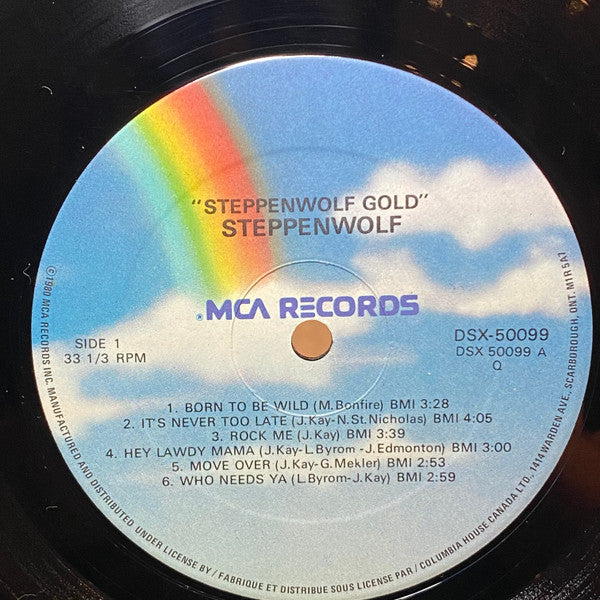 "STEPPENWOLF GOLD"
STEPPENWOLF
®MCA RECORDS
SIDE 1
33 1/3 RPM
DSX-50099
DSX 50099 A
Q
1. BORN TO BE WILD (M. Bonfire) BMI 3:28
2. IT'S NEVER TOO LATE (J.Kay-N.St.Nicholas) BMI 4:05
3. ROCK ME (J.Kay) BMI 3:39
4. HEY LAWDY MAMA (J.Kay-L.Byrom-J.Edmonton) BMI 3:00
5. MOVE OVER (J.Kay-G.Mekler) BMI 2:53
6. WHO NEEDS YA (L.Byrom-J.Kay) BMI 2:59
©1980 MCA RECORDS INC. MANUFACTURED AND DISTRIBUTED UNDER LICENSE BY / FABRIQUE ET DISTRIBUE SOUS LICENSE PAR / COLUMBIA HOUSE CANADA LTD., 1414 WARDEN AVE., SCARBOROUGH, ONT. M1R 5A7